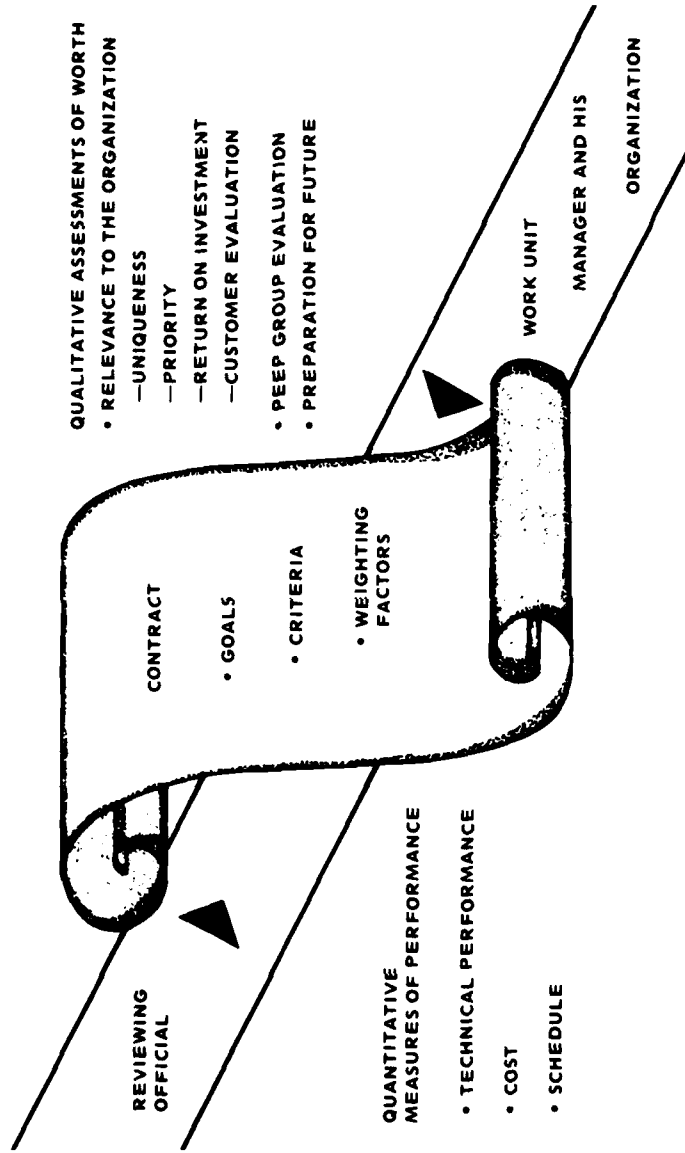 REVIEWING
OFFICIAL
QUANTITATIVE
MEASURES OF PERFORMANCE
• TECHNICAL PERFORMANCE
• COST
• SCHEDULE
CONTRACT
• GOALS
• CRITERIA
• WEIGHTING
FACTORS
QUALITATIVE ASSESSMENTS OF WORTH
• RELEVANCE TO THE ORGANIZATION
—UNIQUENESS
—PRIORITY
—RETURN ON INVESTMENT
—CUSTOMER EVALUATION
• PEEP GROUP EVALUATION
• PREPARATION FOR FUTURE
WORK UNIT
MANAGER AND HIS
ORGANIZATION